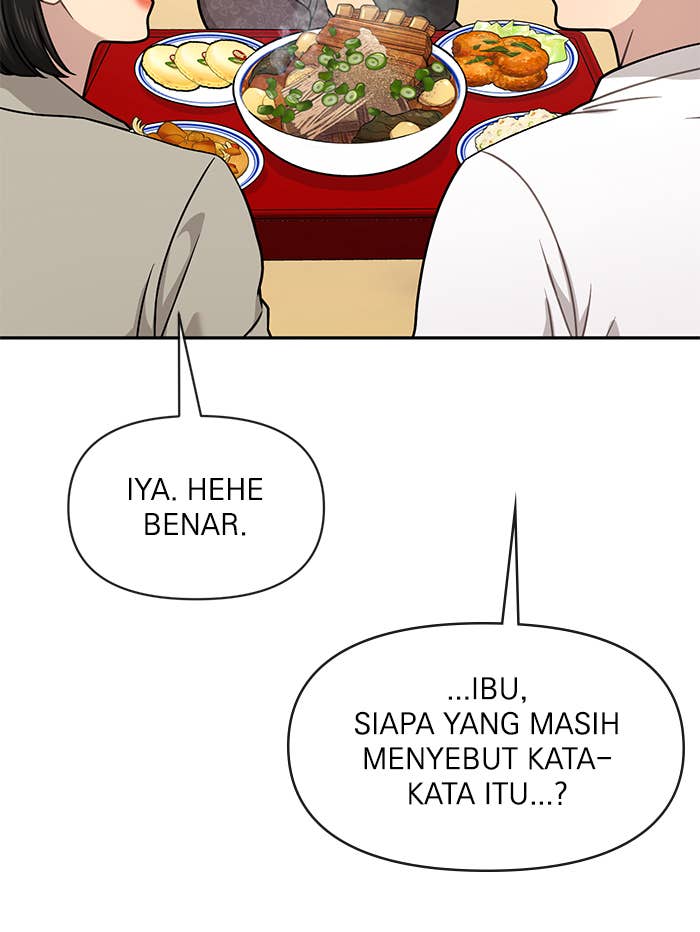 IYA. HEHE
BENAR.
...IBU,
SIAPA YANG MASIH
MENYEBUT KATA-
KATA ITU...?